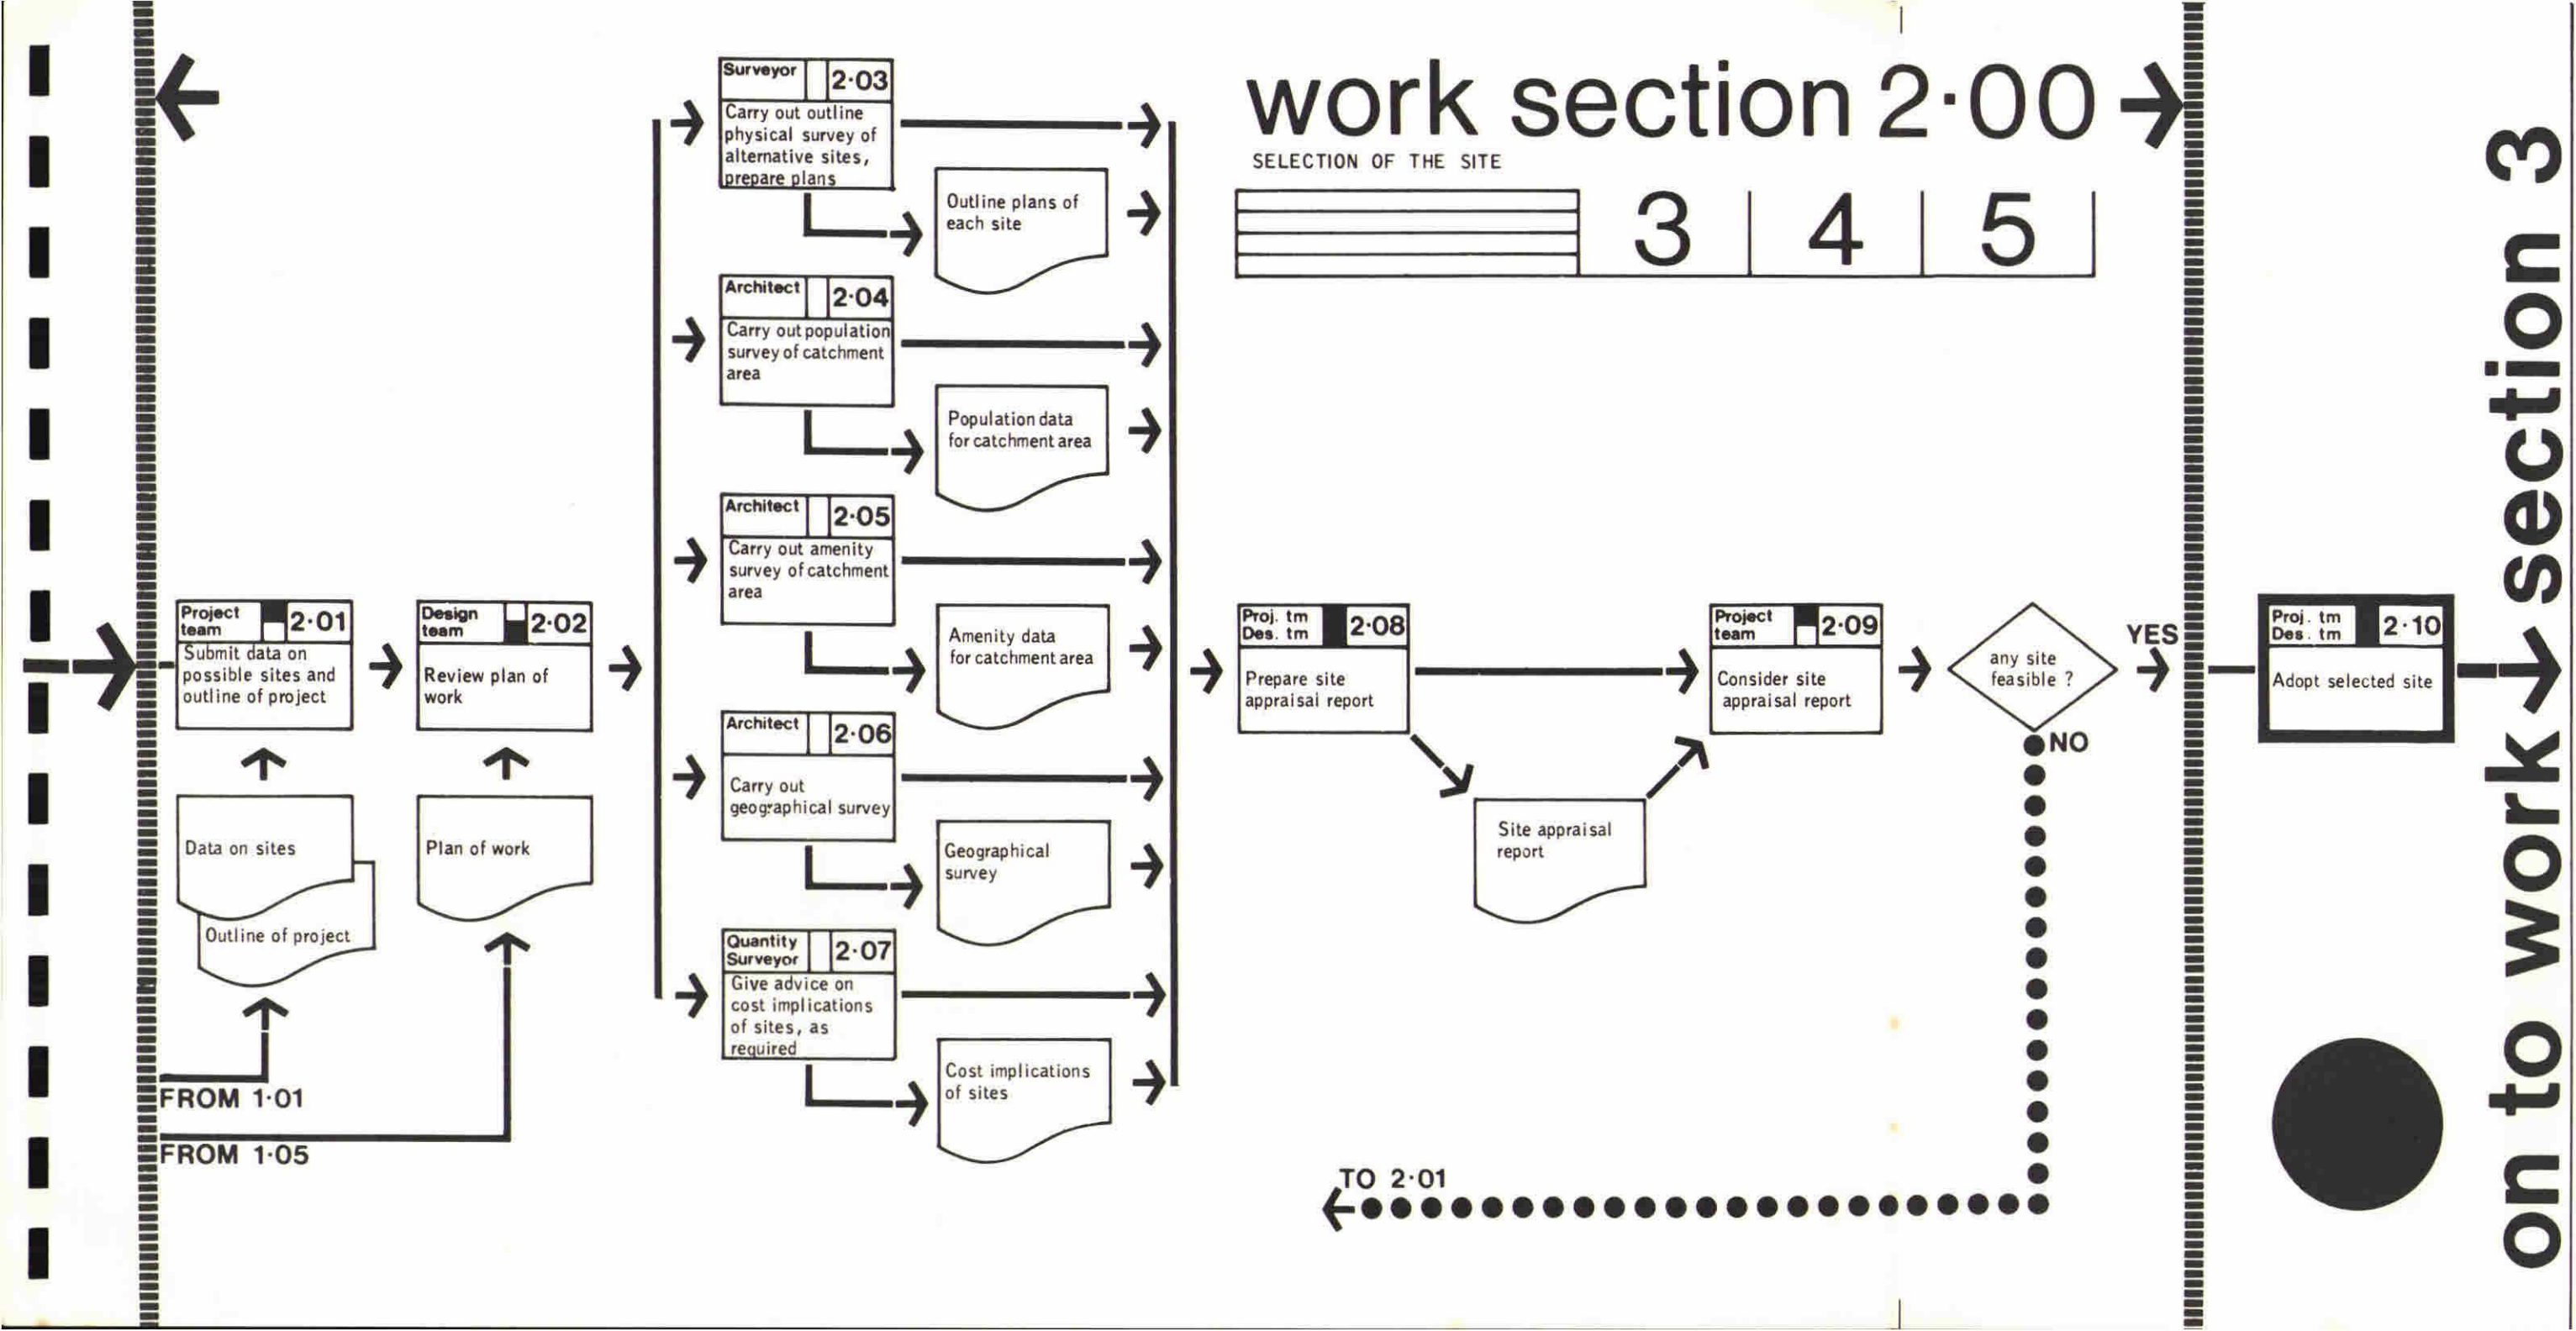 work section 2·00
SELECTION OF THE SITE
3
4
5
Project
team
2·01
Submit data on
possible sites and
outline of project
Data on sites
Outline of project
FROM 1·01
FROM 1·05
Design
team
2·02
Review plan of
work
Plan of work
Surveyor
2·03
Carry out outline
physical survey of
alternative sites,
prepare plans
Outline plans of
each site
Architect
2·04
Carry out population
survey of catchment
area
Population data
for catchment area
Architect
2·05
Carry out amenity
survey of catchment
area
Amenity data
for catchment area
Architect
2·06
Carry out
geographical survey
Geographical
survey
Quantity
Surveyor
2·07
Give advice on
cost implications
of sites, as
required
Cost implications
of sites
Proj. tm
Des. tm
2·08
Prepare site
appraisal report
Site appraisal
report
Project
team
2·09
Consider site
appraisal report
any site
feasible ?
YES
NO
TO 2·01
Proj. tm
Des. tm
2·10
Adopt selected site
on to work section 3